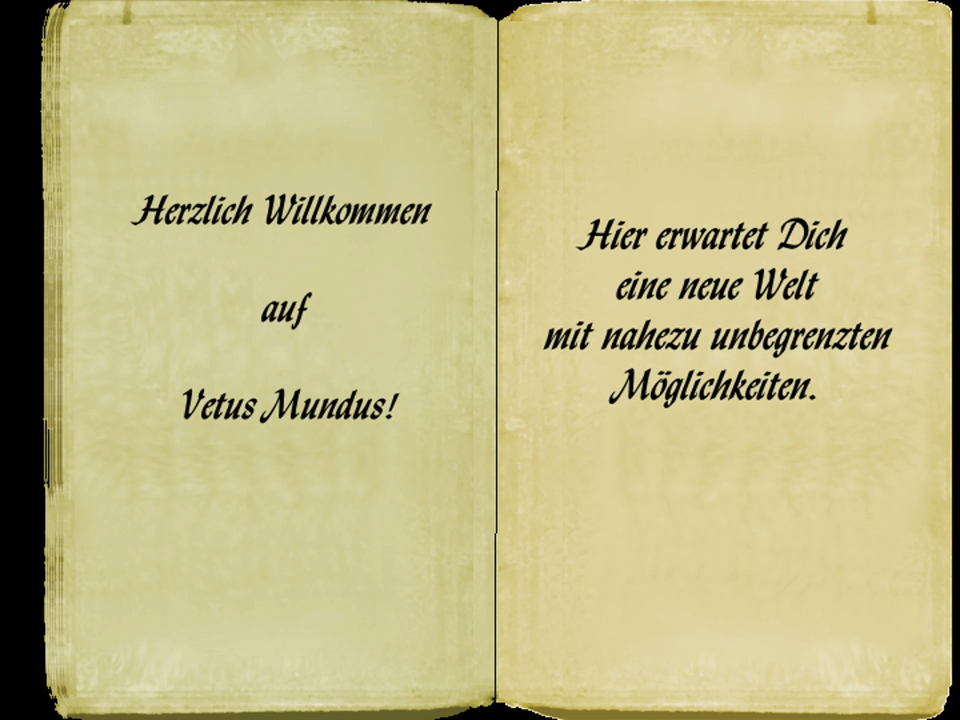 Herzlich Willkommen
auf
Vetus Mundus!
Hier erwartet Dich
eine neue Welt
mit nahezu unbegrenzten
Möglichkeiten.